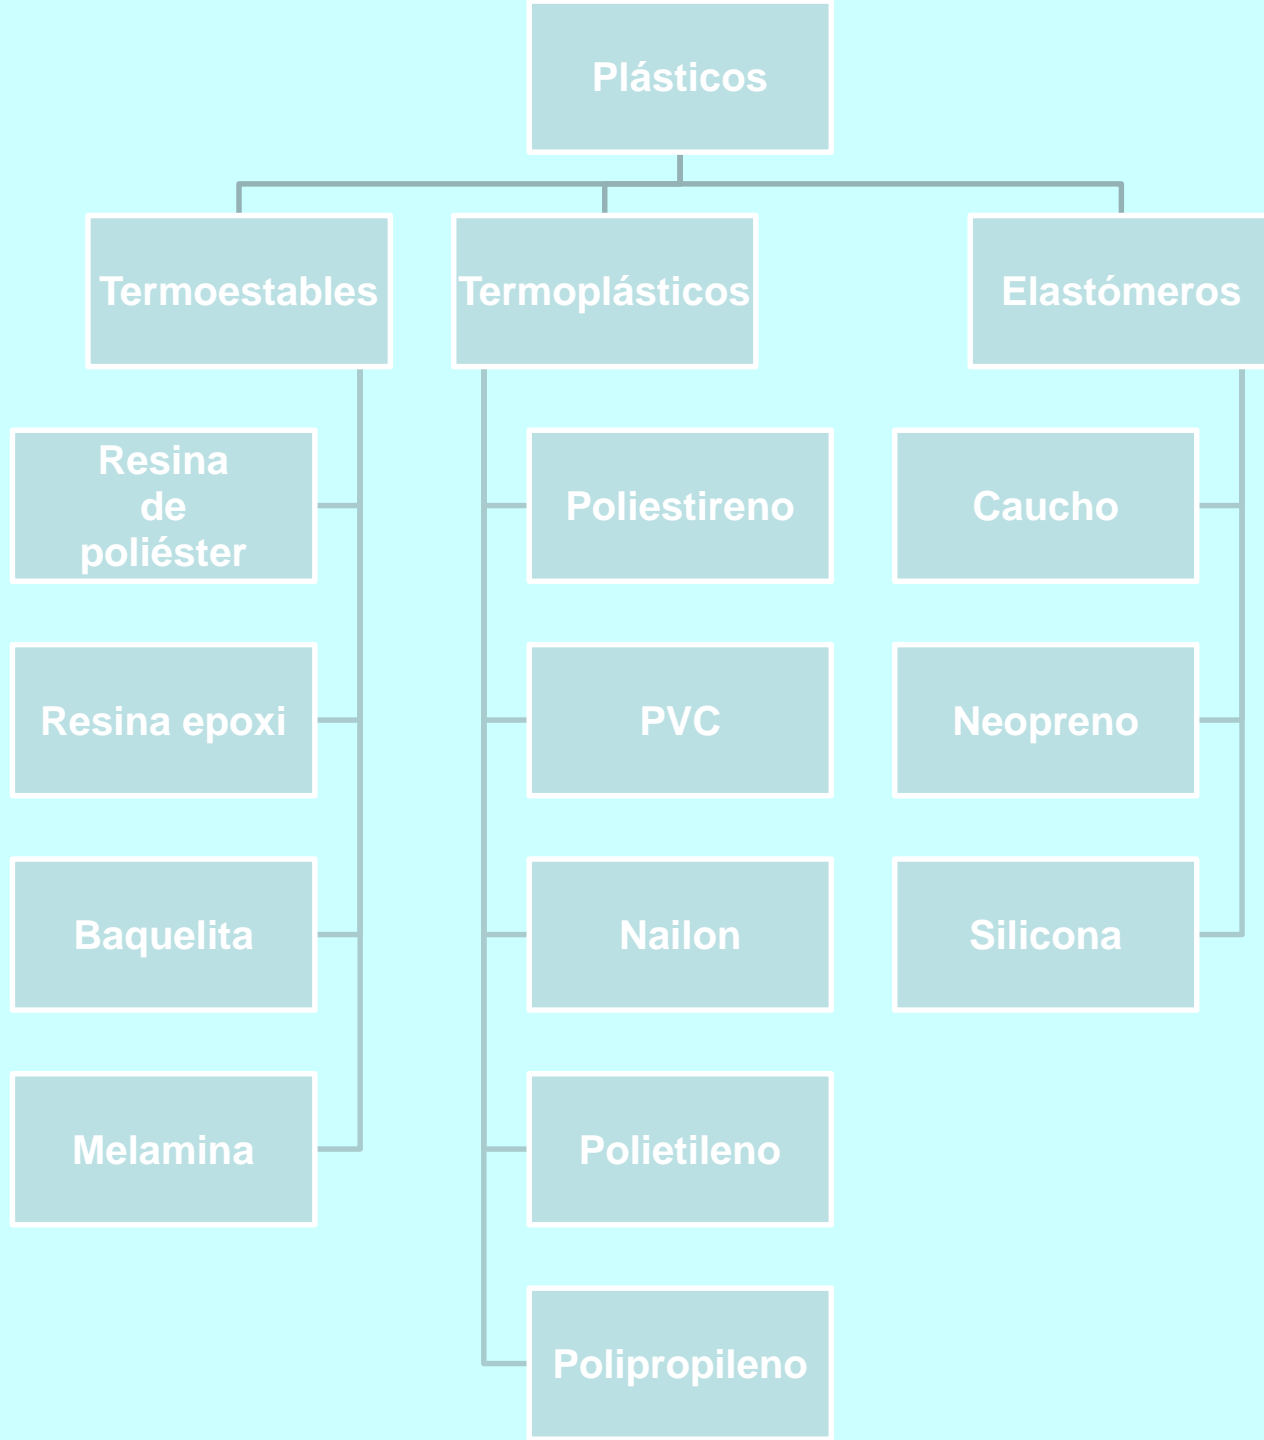 Plásticos
Termoestables
Termoplásticos
Elastómeros
Resina
de
poliéster
Poliestireno
Caucho
Resina epoxi
PVC
Neopreno
Baquelita
Nailon
Silicona
Melamina
Polietileno
Polipropileno